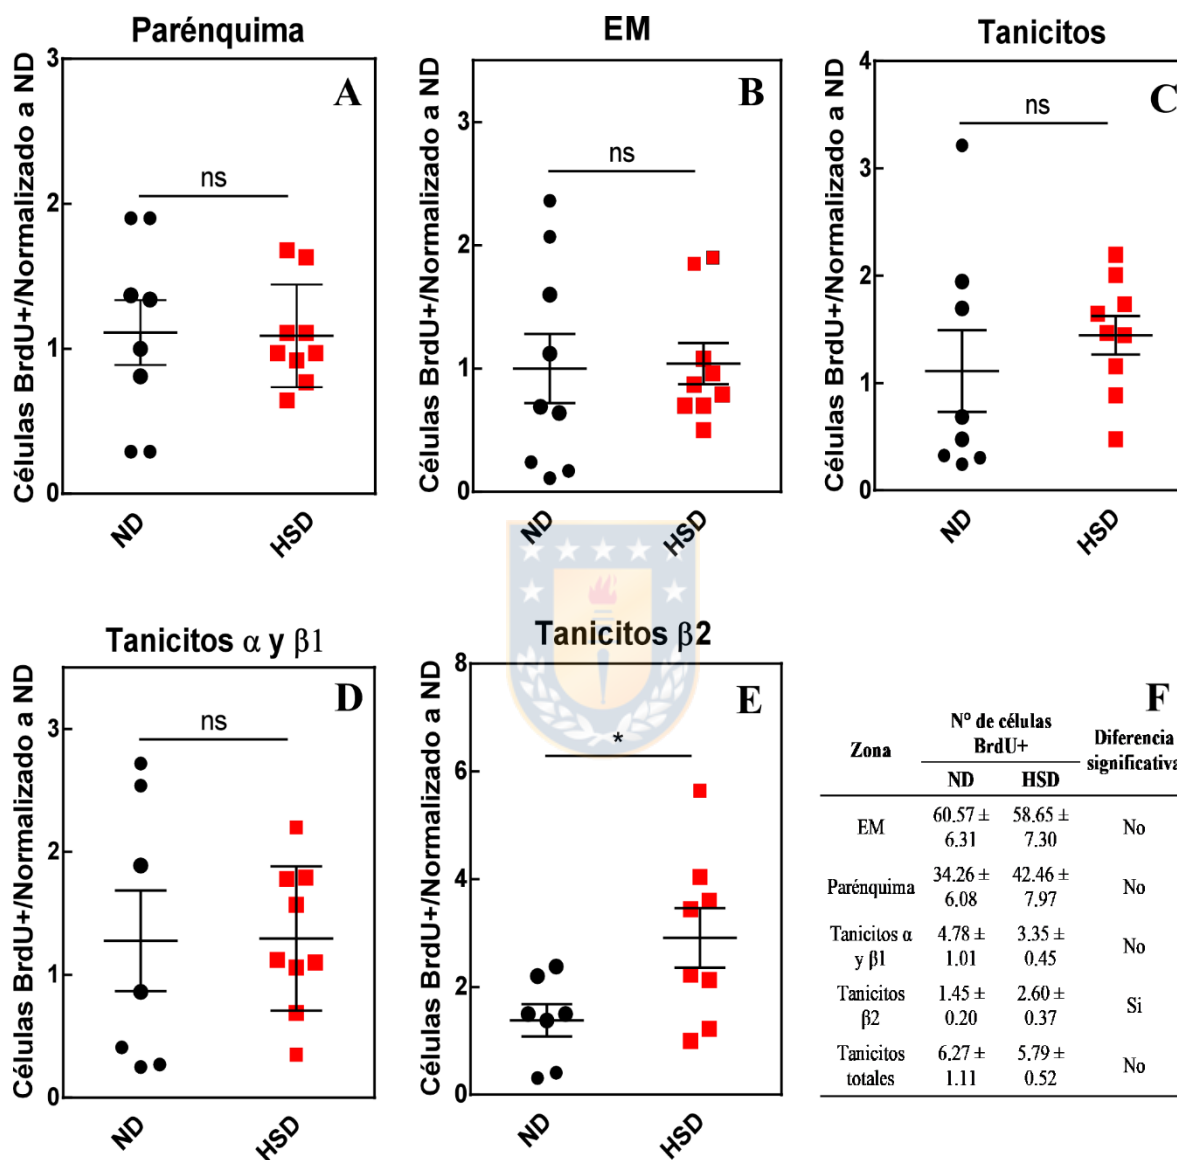 Parénquima
A
Células BrdU+/Normalizado a ND
3
2
1
0
ns
ND
HSD
EM
B
Células BrdU+/Normalizado a ND
3
2
1
0
ns
ND
HSD
Tanicitos
C
Células BrdU+/Normalizado a ND
4
3
2
1
0
ns
ND
HSD
Tanicitos α y β1
D
Células BrdU+/Normalizado a ND
3
2
1
0
ns
ND
HSD
Tanicitos β2
E
Células BrdU+/Normalizado a ND
8
6
4
2
0
*
ND
HSD
F
Zona
N° de células
BrdU+
ND HSD
Diferencia
significativa
EM
60.57 ±
6.31
58.65 ±
7.30
No
Parénquima
34.26 ±
6.08
42.46 ±
7.97
No
Tanicitos α
y β1
4.78 ±
1.01
3.35 ±
0.45
No
Tanicitos
β2
1.45 ±
0.20
2.60 ±
0.37
Si
Tanicitos
totales
6.27 ±
1.11
5.79 ±
0.52
No